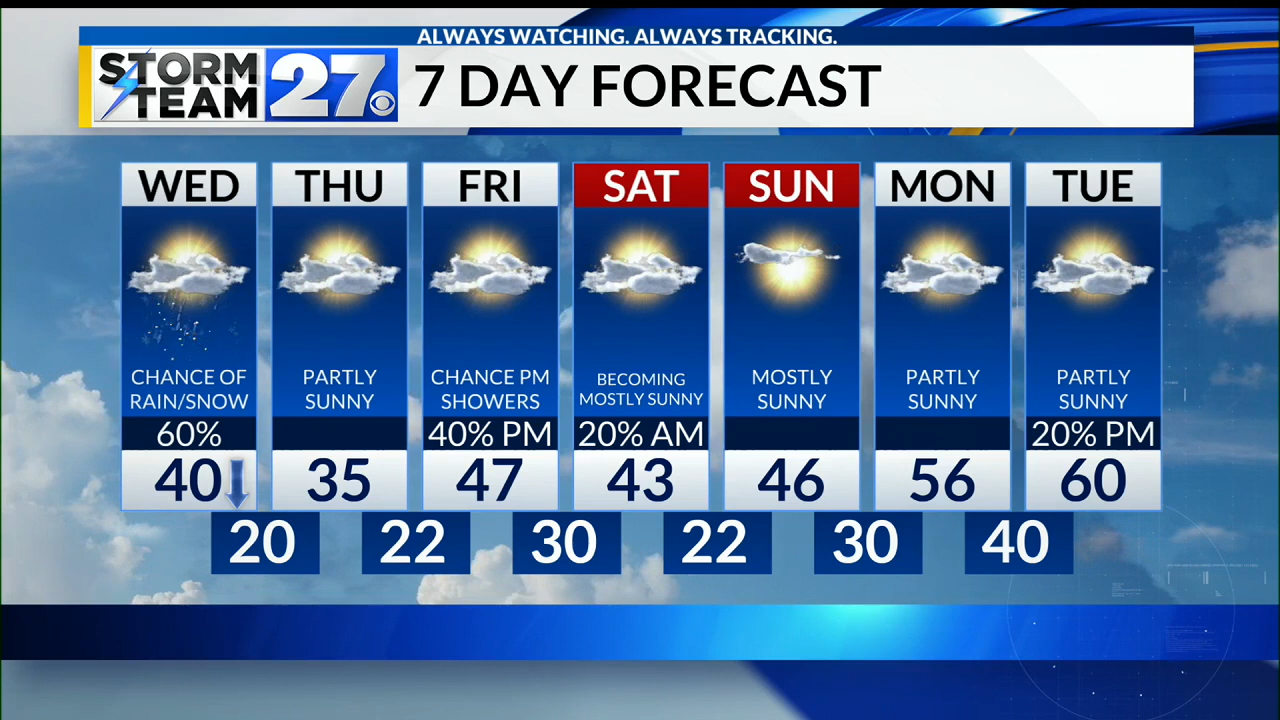 ALWAYS WATCHING. ALWAYS TRACKING.
STORM
TEAM
27
7 DAY FORECAST
WED
CHANCE OF
RAIN/SNOW
60%
40
THU
PARTLY
SUNNY
35
FRI
CHANCE PM
SHOWERS
40% PM
47
SAT
BECOMING
MOSTLY SUNNY
20% AM
43
SUN
MOSTLY
SUNNY
46
MON
PARTLY
SUNNY
56
TUE
PARTLY
SUNNY
20% PM
60
20
22
30
22
30
40